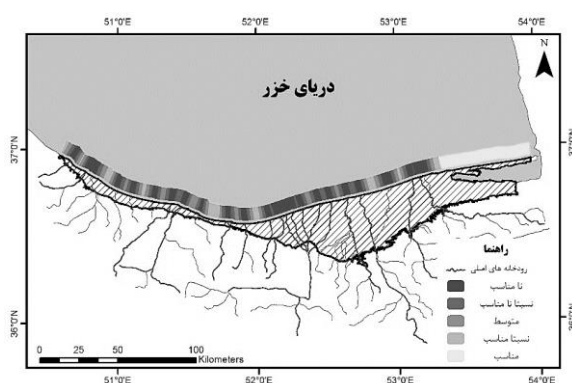 51°0'E 52°0'E 53°0'E 54°0'E
N
دریای خزر
37°0'N 37°0'N
راهنما
رودخانه های اصلی
نا مناسب
نسبتا نا مناسب
متوسط
نسبتا مناسب
مناسب
36°0'N
0 25 50 100
Kilometers
51°0'E 52°0'E 53°0'E 54°0'E